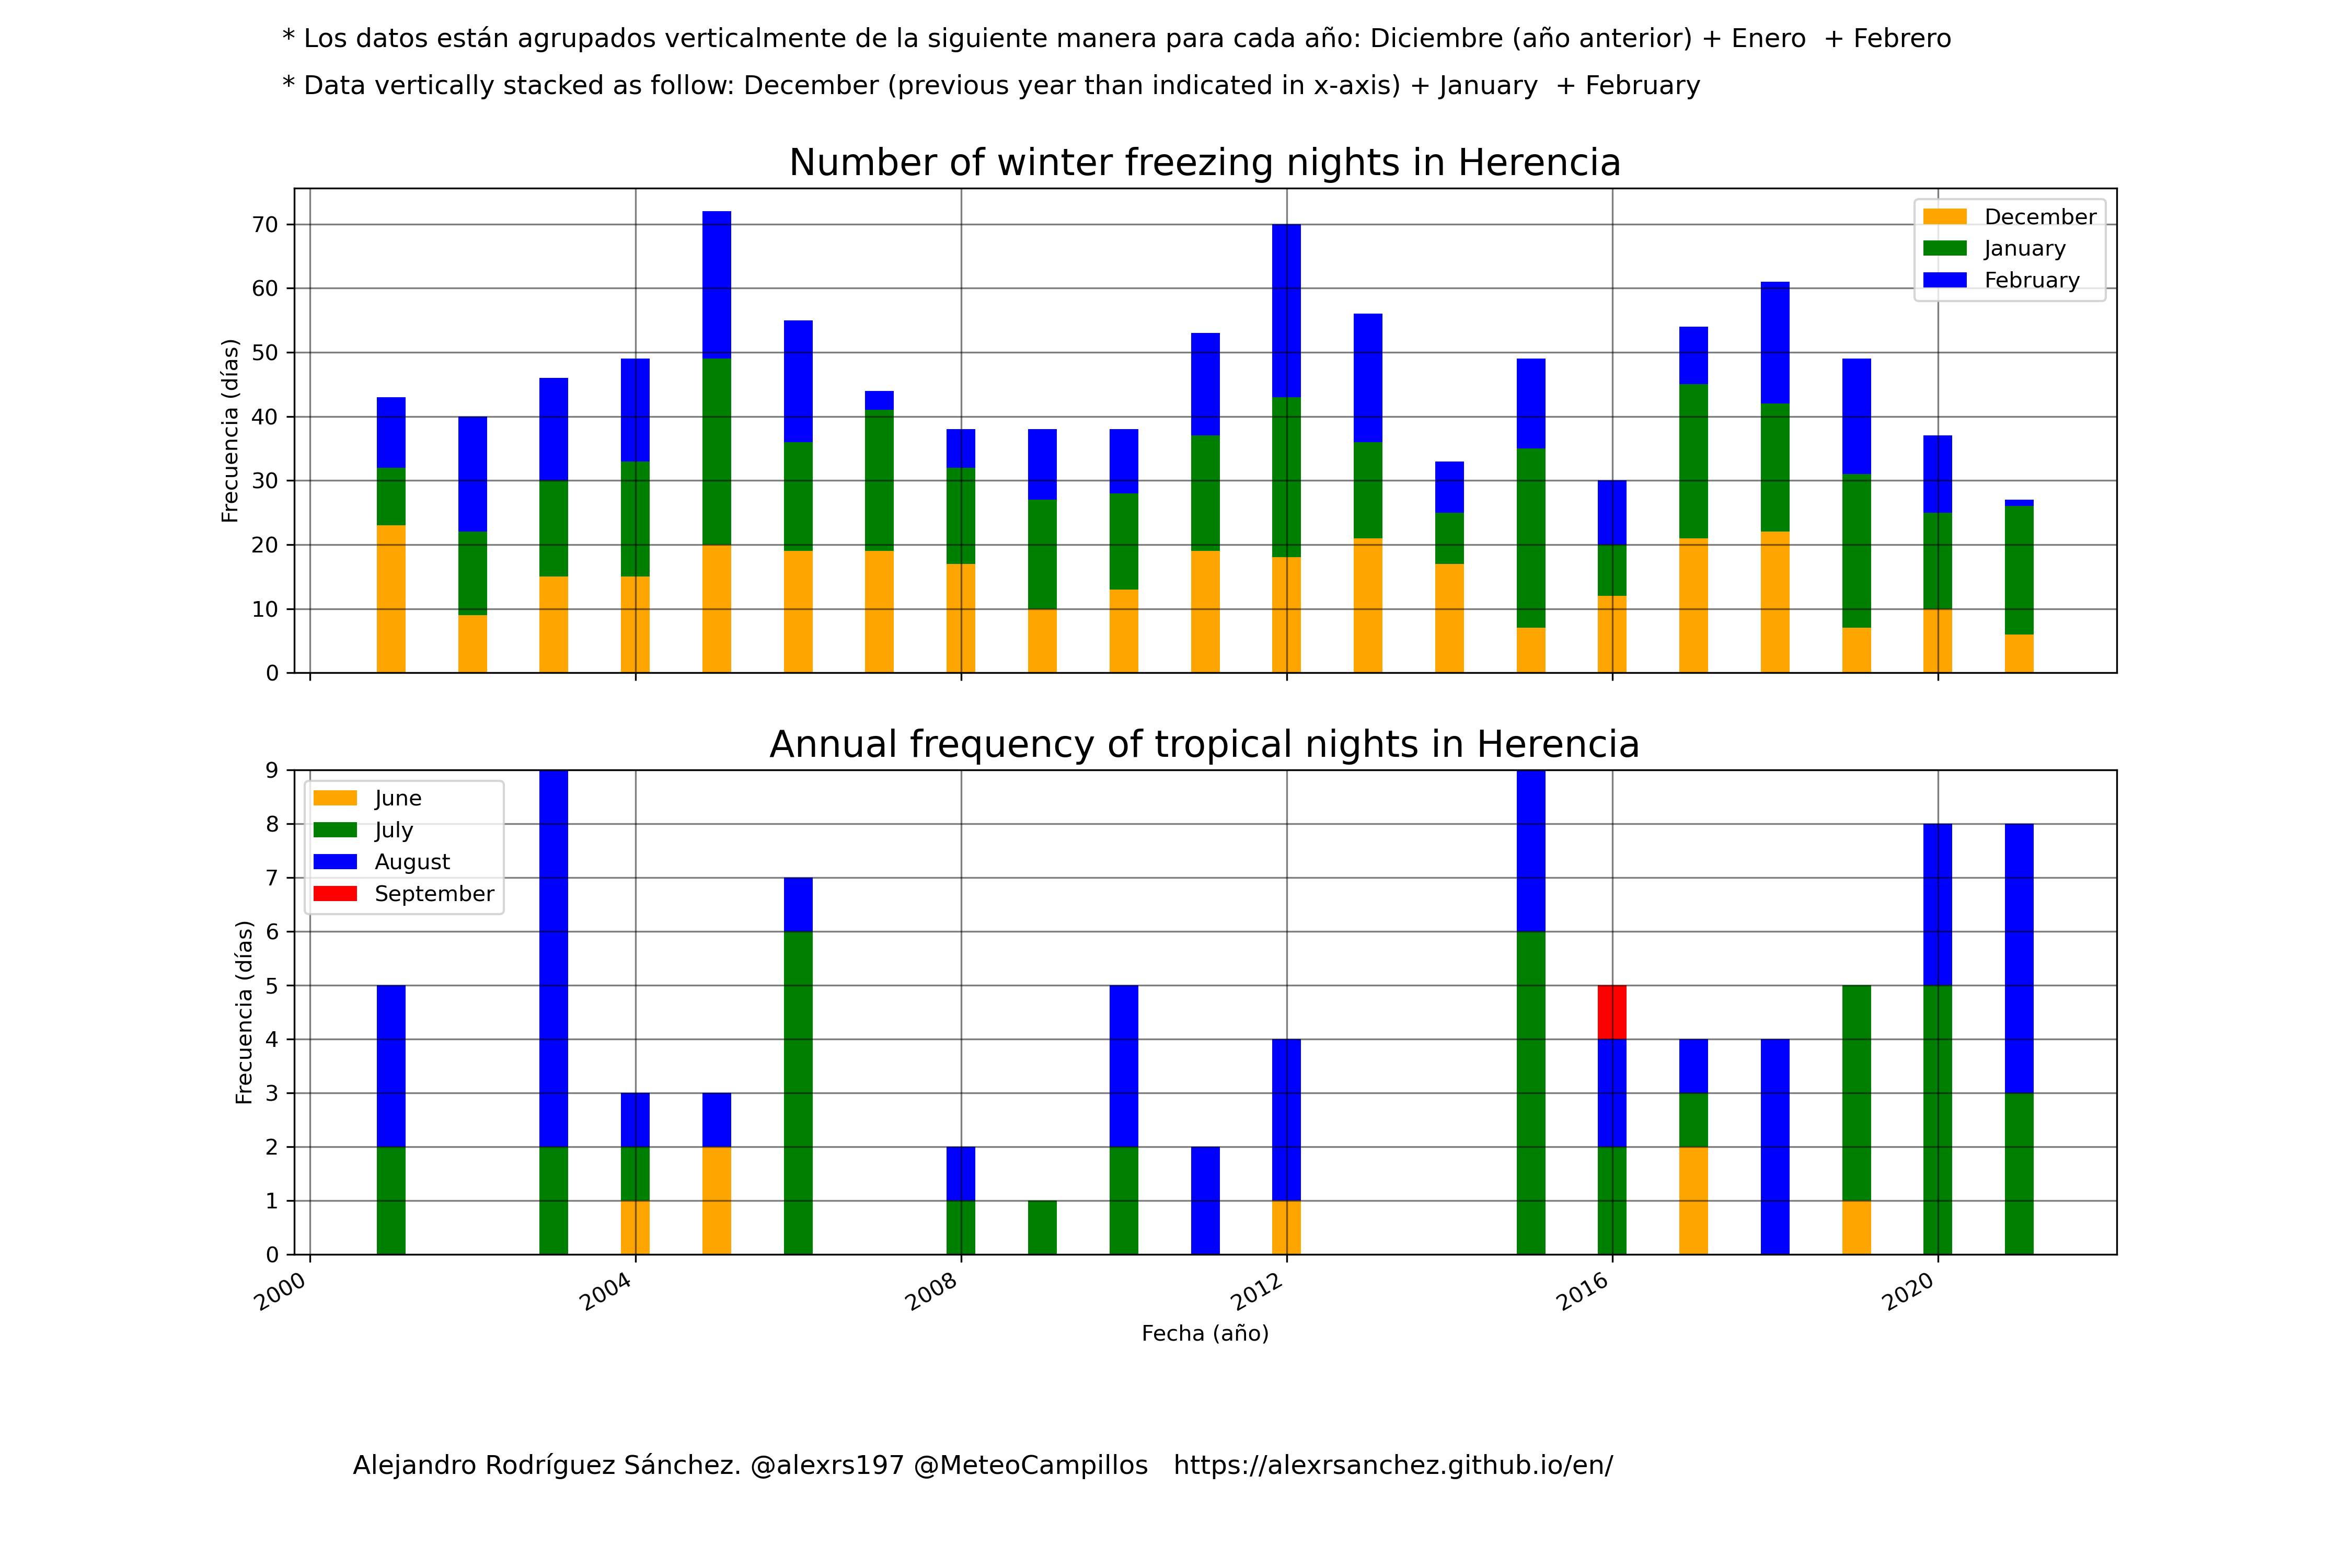 * Los datos están agrupados verticalmente de la siguiente manera para cada año: Diciembre (año anterior) + Enero  + Febrero
* Data vertically stacked as follow: December (previous year than indicated in x-axis) + January  + February
Number of winter freezing nights in Herencia
Frecuencia (días)
70
60
50
40
30
20
10
0
December
January
February
Annual frequency of tropical nights in Herencia
Frecuencia (días)
9
8
7
6
5
4
3
2
1
0
June
July
August
September
2000
2004
2008
2012
2016
2020
Fecha (año)
Alejandro Rodríguez Sánchez. @alexrs197 @MeteoCampillos   https://alexrsanchez.github.io/en/